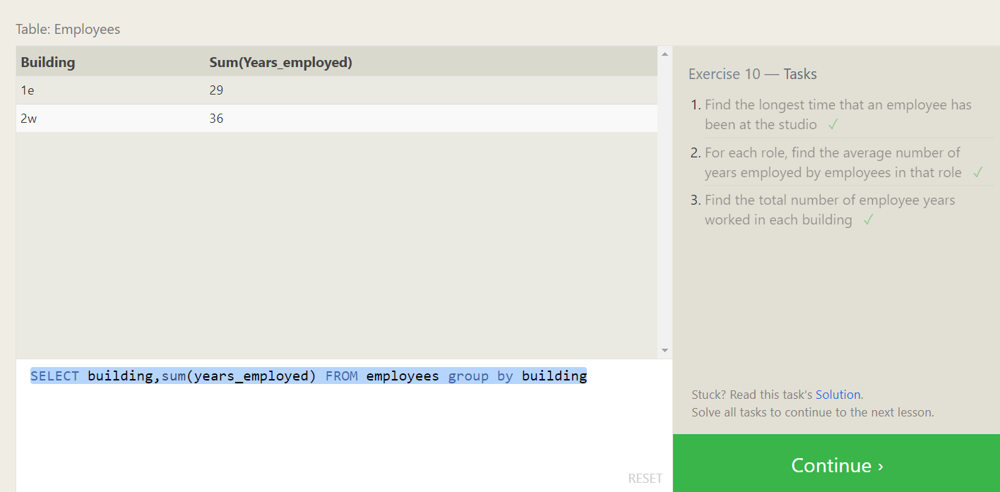 Table: Employees
Building Sum(Years_employed)
1e 29
2w 36
SELECT building,sum(years_employed) FROM employees group by building
RESET
Exercise 10 — Tasks
1. Find the longest time that an employee has
been at the studio ✓
2. For each role, find the average number of
years employed by employees in that role ✓
3. Find the total number of employee years
worked in each building ✓
Stuck? Read this task's Solution.
Solve all tasks to continue to the next lesson.
Continue ›